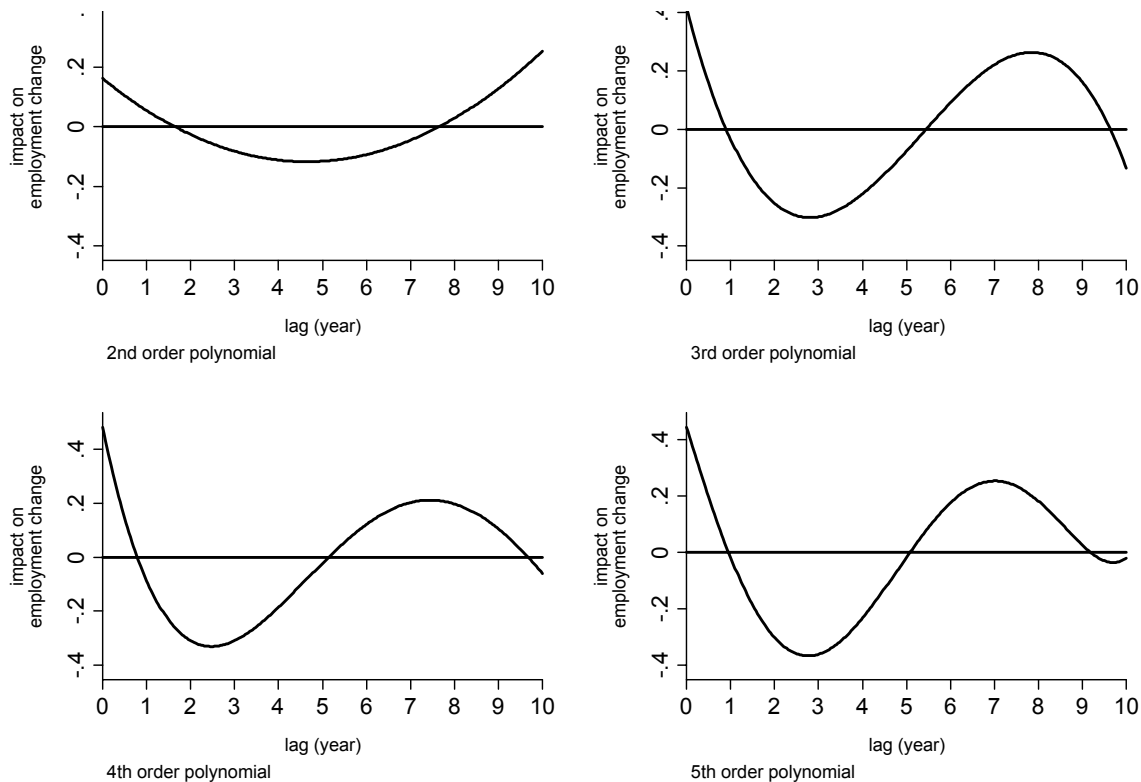 impact on
employment change
.2
0
-.2
-.4
0 1 2 3 4 5 6 7 8 9 10
lag (year)
2nd order polynomial
impact on
employment change
.2
0
-.2
-.4
0 1 2 3 4 5 6 7 8 9 10
lag (year)
3rd order polynomial
impact on
employment change
.4
.2
0
-.2
-.4
0 1 2 3 4 5 6 7 8 9 10
lag (year)
4th order polynomial
impact on
employment change
.4
.2
0
-.2
-.4
0 1 2 3 4 5 6 7 8 9 10
lag (year)
5th order polynomial